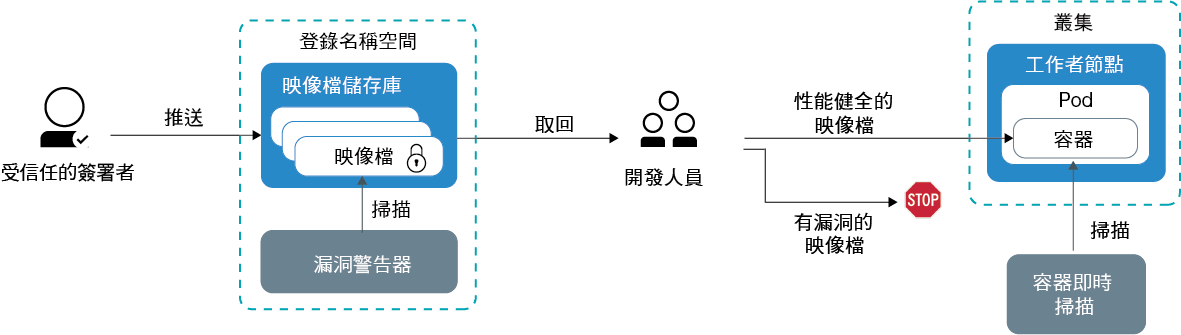 受信任的簽署者
推送
登錄名稱空間
映像檔儲存庫
映像檔
掃描
漏洞警告器
取回
開發人員
性能健全的
映像檔
有漏洞的
映像檔
STOP
叢集
工作者節點
Pod
容器
掃描
容器即時
掃描